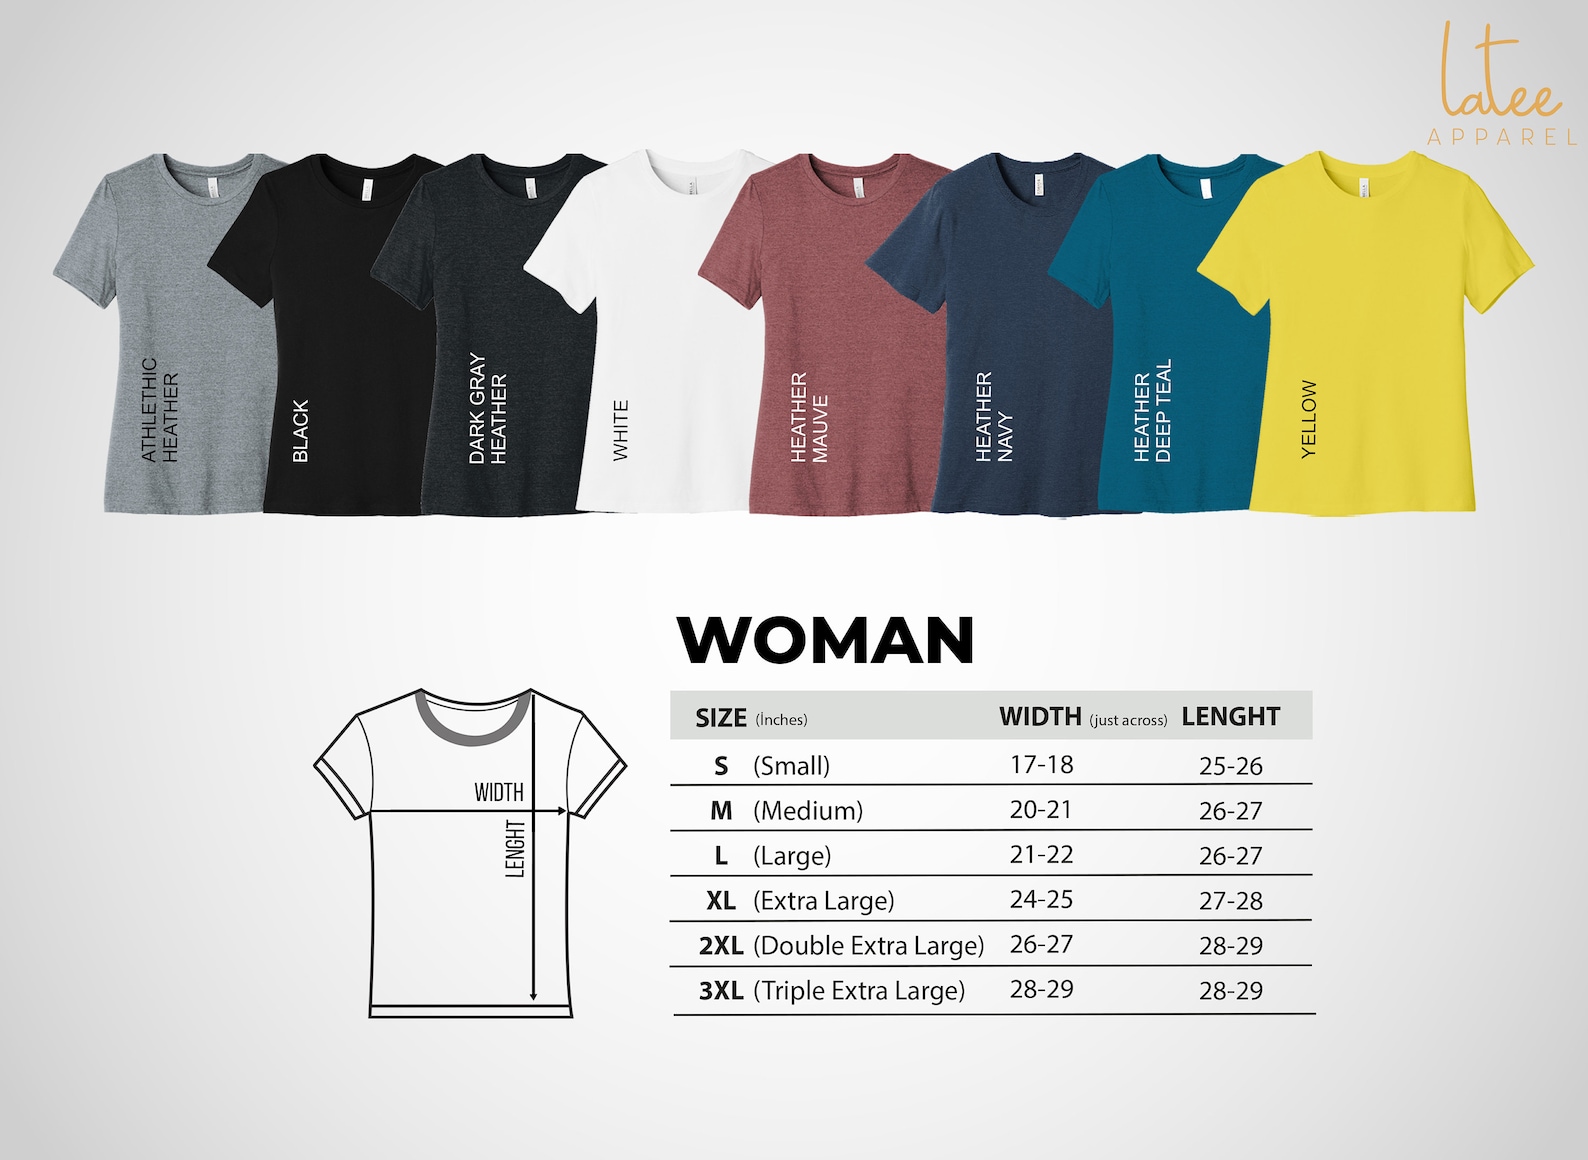 Latee
APPAREL
ATHLETHIC
HEATHER
BLACK
DARK GRAY
HEATHER
WHITE
HEATHER
MAUVE
HEATHER
NAVY
HEATHER
DEEP TEAL
YELLOW
WOMAN
SIZE (İnches) WIDTH (just across) LENGHT
S (Small) 17-18 25-26
M (Medium) 20-21 26-27
L (Large) 21-22 26-27
XL (Extra Large) 24-25 27-28
2XL (Double Extra Large) 26-27 28-29
3XL (Triple Extra Large) 28-29 28-29
WIDTH
LENGHT